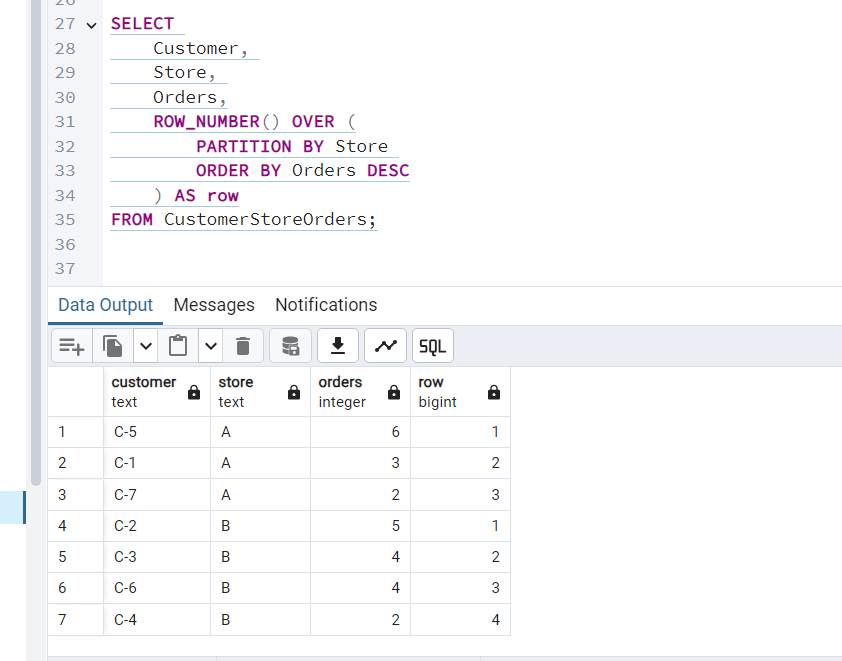 26
27 SELECT
28 Customer,
29 Store,
30 Orders,
31 ROW_NUMBER() OVER (
32 PARTITION BY Store
33 ORDER BY Orders DESC
34 ) AS row
35 FROM CustomerStoreOrders;
36
37
Data Output Messages Notifications
SQL
customer store orders row
text text integer bigint
1 C-5 A 6 1
2 C-1 A 3 2
3 C-7 A 2 3
4 C-2 B 5 1
5 C-3 B 4 2
6 C-6 B 4 3
7 C-4 B 2 4